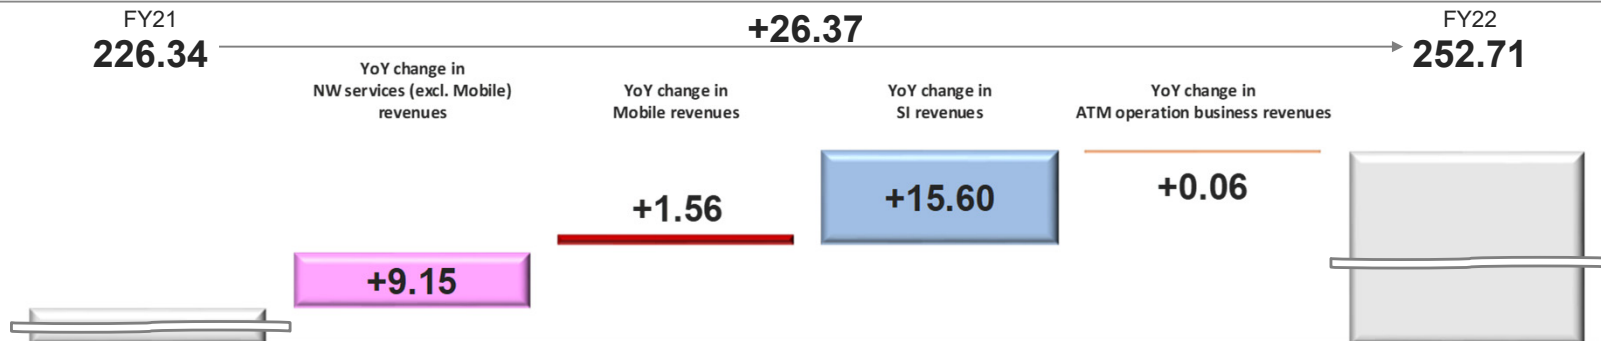 FY21
226.34
+26.37
FY22
252.71
YoY change in
NW services (excl. Mobile)
revenues
YoY change in
Mobile revenues
YoY change in
SI revenues
YoY change in
ATM operation business revenues
+9.15
+1.56
+15.60
+0.06